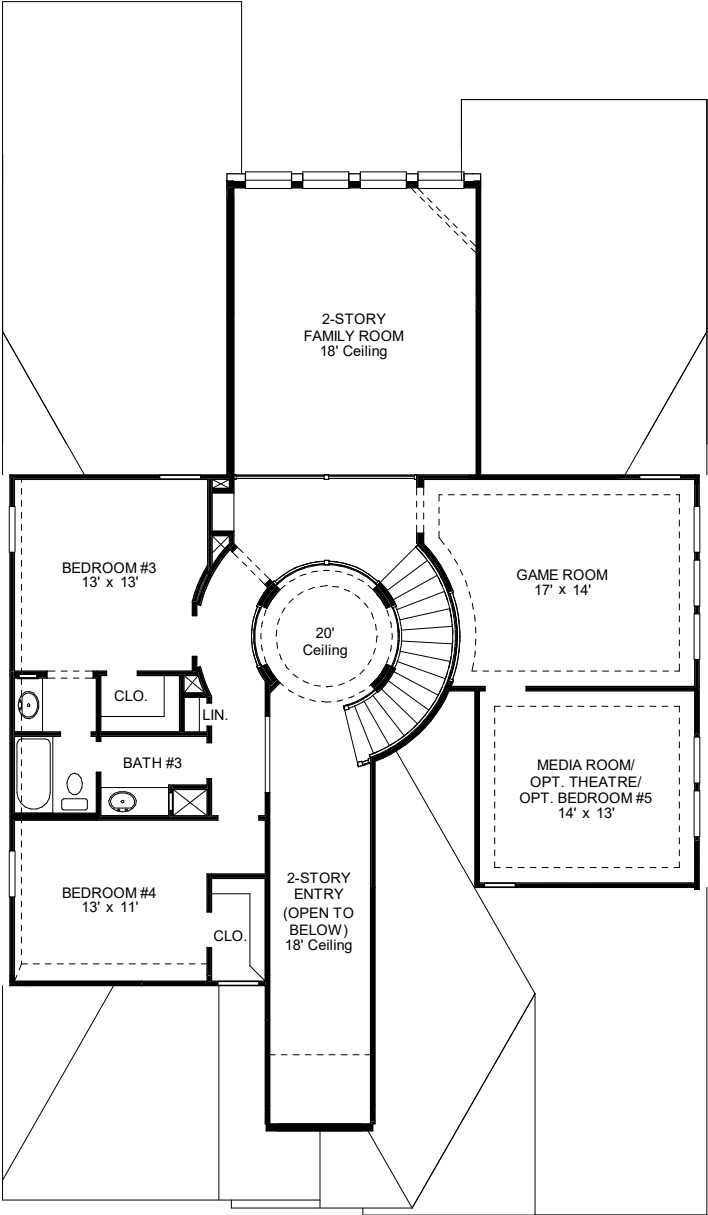 2-STORY
FAMILY ROOM
18' Ceiling
BEDROOM #3
13' x 13'
GAME ROOM
17' x 14'
20'
Ceiling
CLO.
LIN.
BATH #3
MEDIA ROOM/
OPT. THEATRE/
OPT. BEDROOM #5
14' x 13'
BEDROOM #4
13' x 11'
2-STORY
ENTRY
(OPEN TO
BELOW)
18' Ceiling
CLO.